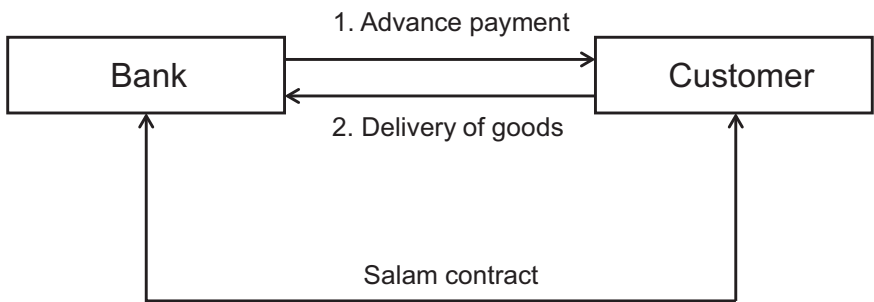 1. Advance payment
Bank
Customer
2. Delivery of goods
Salam contract